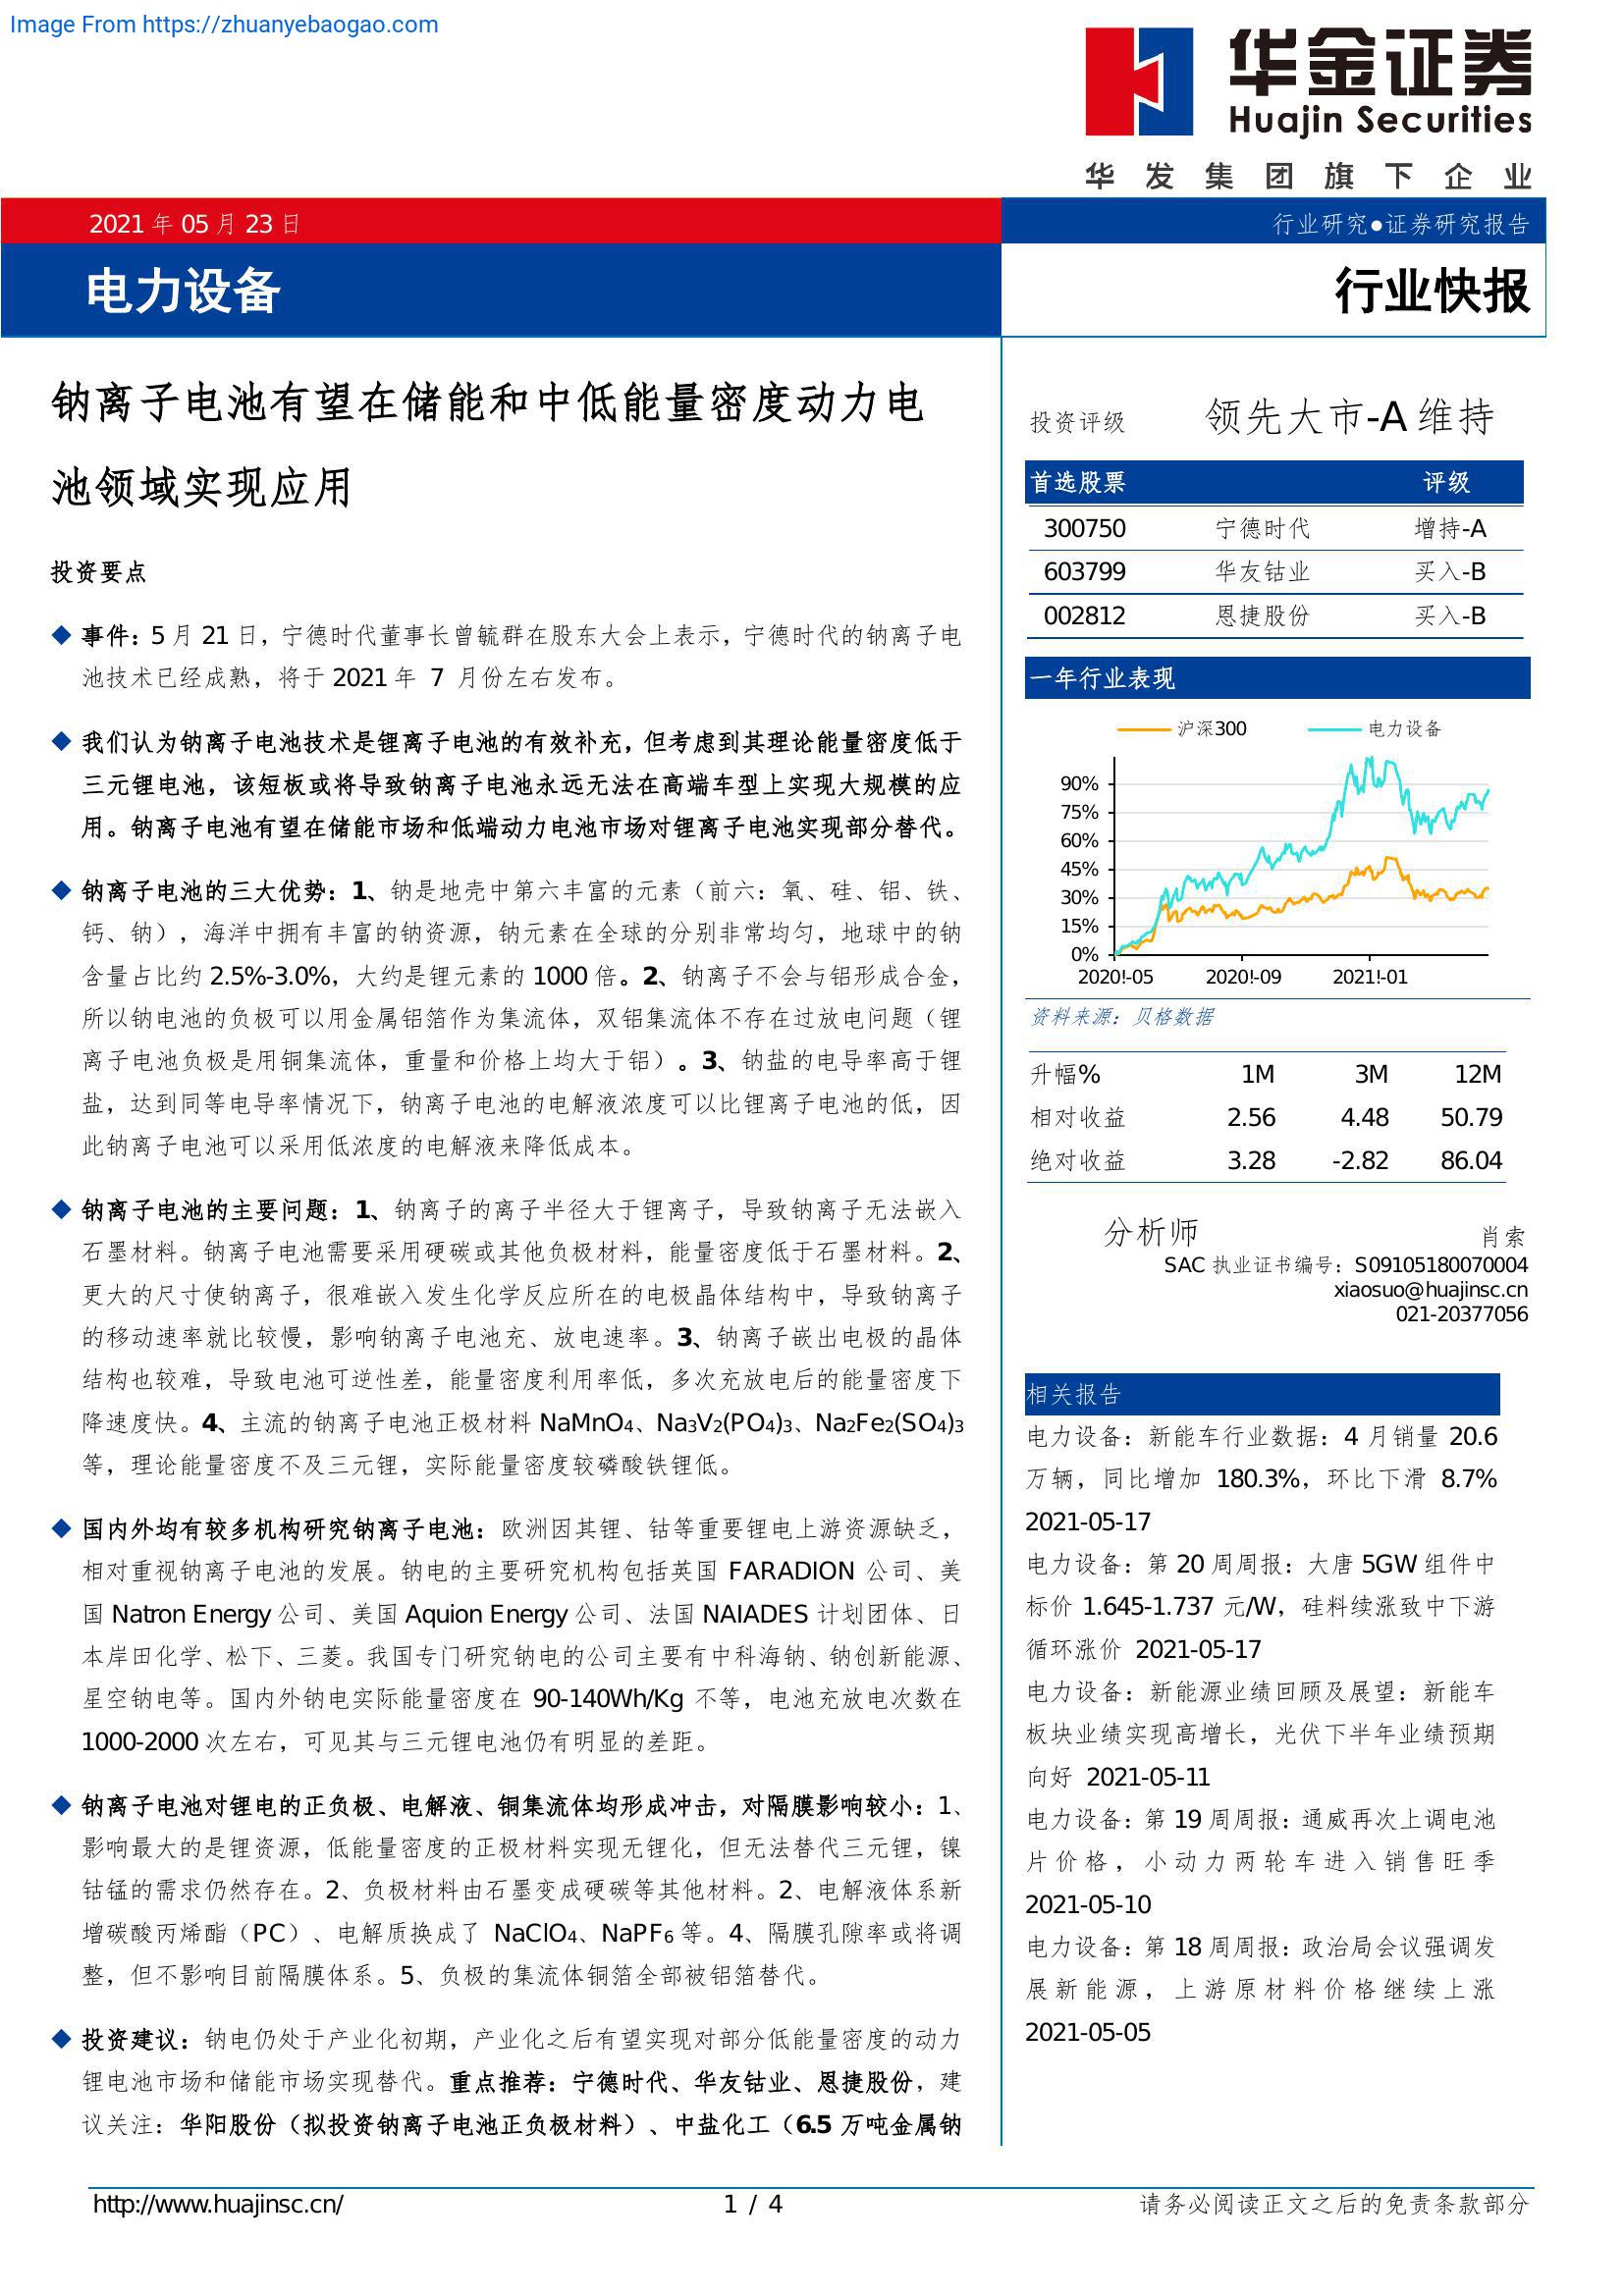 Image From https://zhuanyebaogao.com
华金证券
Huajin Securities
华发集团旗下企业
2021 年 05 月 23 日
行业研究●证券研究报告
电力设备
行业快报
钠离子电池有望在储能和中低能量密度动力电
池领域实现应用
投资要点
◆ 事件：5 月 21 日，宁德时代董事长曾毓群在股东大会上表示，宁德时代的钠离子电
池技术已经成熟，将于 2021 年 7 月份左右发布。
◆ 我们认为钠离子电池技术是锂离子电池的有效补充，但考虑到其理论能量密度低于
三元锂电池，该短板或将导致钠离子电池永远无法在高端车型上实现大规模的应
用。钠离子电池有望在储能市场和低端动力电池市场对锂离子电池实现部分替代。
◆ 钠离子电池的三大优势：1、钠是地壳中第六丰富的元素（前六：氧、硅、铝、铁、
钙、钠），海洋中拥有丰富的钠资源，钠元素在全球的分别非常均匀，地球中的钠
含量占比约 2.5%-3.0%，大约是锂元素的 1000 倍。2、钠离子不会与铝形成合金，
所以钠电池的负极可以用金属铝箔作为集流体，双铝集流体不存在过放电问题（锂
离子电池负极是用铜集流体，重量和价格上均大于铝）。3、钠盐的电导率高于锂
盐，达到同等电导率情况下，钠离子电池的电解液浓度可以比锂离子电池的低，因
此钠离子电池可以采用低浓度的电解液来降低成本。
◆ 钠离子电池的主要问题：1、钠离子的离子半径大于锂离子，导致钠离子无法嵌入
石墨材料。钠离子电池需要采用硬碳或其他负极材料，能量密度低于石墨材料。2、
更大的尺寸使钠离子，很难嵌入发生化学反应所在的电极晶体结构中，导致钠离子
的移动速率就比较慢，影响钠离子电池充、放电速率。3、钠离子嵌出电极的晶体
结构也较难，导致电池可逆性差，能量密度利用率低，多次充放电后的能量密度下
降速度快。4、主流的钠离子电池正极材料 NaMnO4、Na3V2(PO4)3、Na2Fe2(SO4)3
等，理论能量密度不及三元锂，实际能量密度较磷酸铁锂低。
◆ 国内外均有较多机构研究钠离子电池：欧洲因其锂、钴等重要锂电上游资源缺乏，
相对重视钠离子电池的发展。钠电的主要研究机构包括英国 FARADION 公司、美
国 Natron Energy 公司、美国 Aquion Energy 公司、法国 NAIADES 计划团体、日
本岸田化学、松下、三菱。我国专门研究钠电的公司主要有中科海钠、钠创新能源、
星空钠电等。国内外钠电实际能量密度在 90-140Wh/Kg 不等，电池充放电次数在
1000-2000 次左右，可见其与三元锂电池仍有明显的差距。
◆ 钠离子电池对锂电的正负极、电解液、铜集流体均形成冲击，对隔膜影响较小：1、
影响最大的是锂资源，低能量密度的正极材料实现无锂化，但无法替代三元锂，镍
钴锰的需求仍然存在。2、负极材料由石墨变成硬碳等其他材料。2、电解液体系新
增碳酸丙烯酯（PC）、电解质换成了 NaClO4、NaPF6 等。4、隔膜孔隙率或将调
整，但不影响目前隔膜体系。5、负极的集流体铜箔全部被铝箔替代。
◆ 投资建议：钠电仍处于产业化初期，产业化之后有望实现对部分低能量密度的动力
锂电池市场和储能市场实现替代。重点推荐：宁德时代、华友钴业、恩捷股份，建
议关注：华阳股份（拟投资钠离子电池正负极材料）、中盐化工（6.5 万吨金属钠
投资评级 领先大市-A 维持
首选股票 评级
300750 宁德时代 增持-A
603799 华友钴业 买入-B
002812 恩捷股份 买入-B
一年行业表现
沪深300 电力设备
90%
75%
60%
45%
30%
15%
0%
2020!-05 2020!-09 2021!-01
资料来源：贝格数据
升幅% 1M 3M 12M
相对收益 2.56 4.48 50.79
绝对收益 3.28 -2.82 86.04
分析师 肖索
SAC 执业证书编号：S09105180070004
xiaosuo@huajinsc.cn
021-20377056
相关报告
电力设备：新能车行业数据：4 月销量 20.6
万辆，同比增加 180.3%，环比下滑 8.7%
2021-05-17
电力设备：第 20 周周报：大唐 5GW 组件中
标价 1.645-1.737 元/W，硅料续涨致中下游
循环涨价 2021-05-17
电力设备：新能源业绩回顾及展望：新能车
板块业绩实现高增长，光伏下半年业绩预期
向好 2021-05-11
电力设备：第 19 周周报：通威再次上调电池
片价格，小动力两轮车进入销售旺季
2021-05-10
电力设备：第 18 周周报：政治局会议强调发
展新能源，上游原材料价格继续上涨
2021-05-05
http://www.huajinsc.cn/ 1 / 4 请务必阅读正文之后的免责条款部分